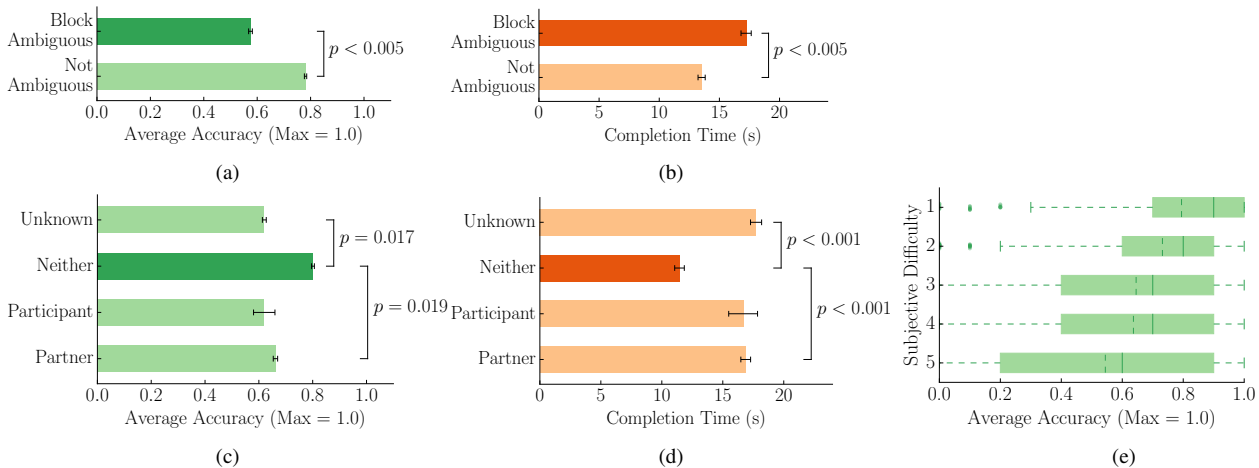 Block
Ambiguous
Not
Ambiguous
p < 0.005
0.0 0.2 0.4 0.6 0.8 1.0
Average Accuracy (Max = 1.0)
(a)
Block
Ambiguous
Not
Ambiguous
p < 0.005
0 5 10 15 20
Completion Time (s)
(b)
Unknown
Neither
Participant
Partner
p = 0.017
p = 0.019
0.0 0.2 0.4 0.6 0.8 1.0
Average Accuracy (Max = 1.0)
(c)
Unknown
Neither
Participant
Partner
p < 0.001
p < 0.001
0 5 10 15 20
Completion Time (s)
(d)
Subjective Difficulty
1
2
3
4
5
0.0 0.2 0.4 0.6 0.8 1.0
Average Accuracy (Max = 1.0)
(e)